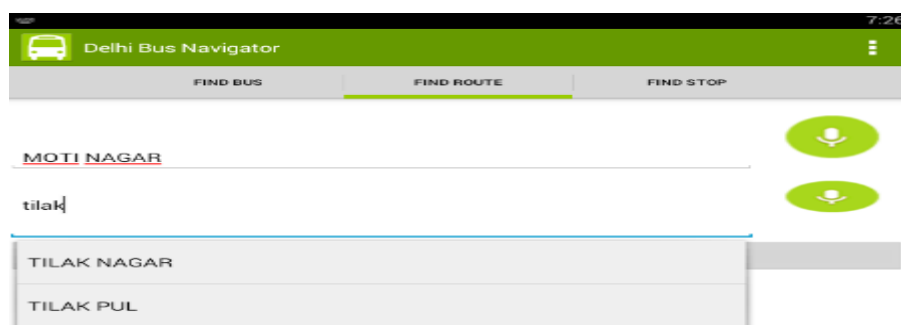 7:26
Delhi Bus Navigator
FIND BUS FIND ROUTE FIND STOP
MOTI NAGAR
tilak
TILAK NAGAR
TILAK PUL